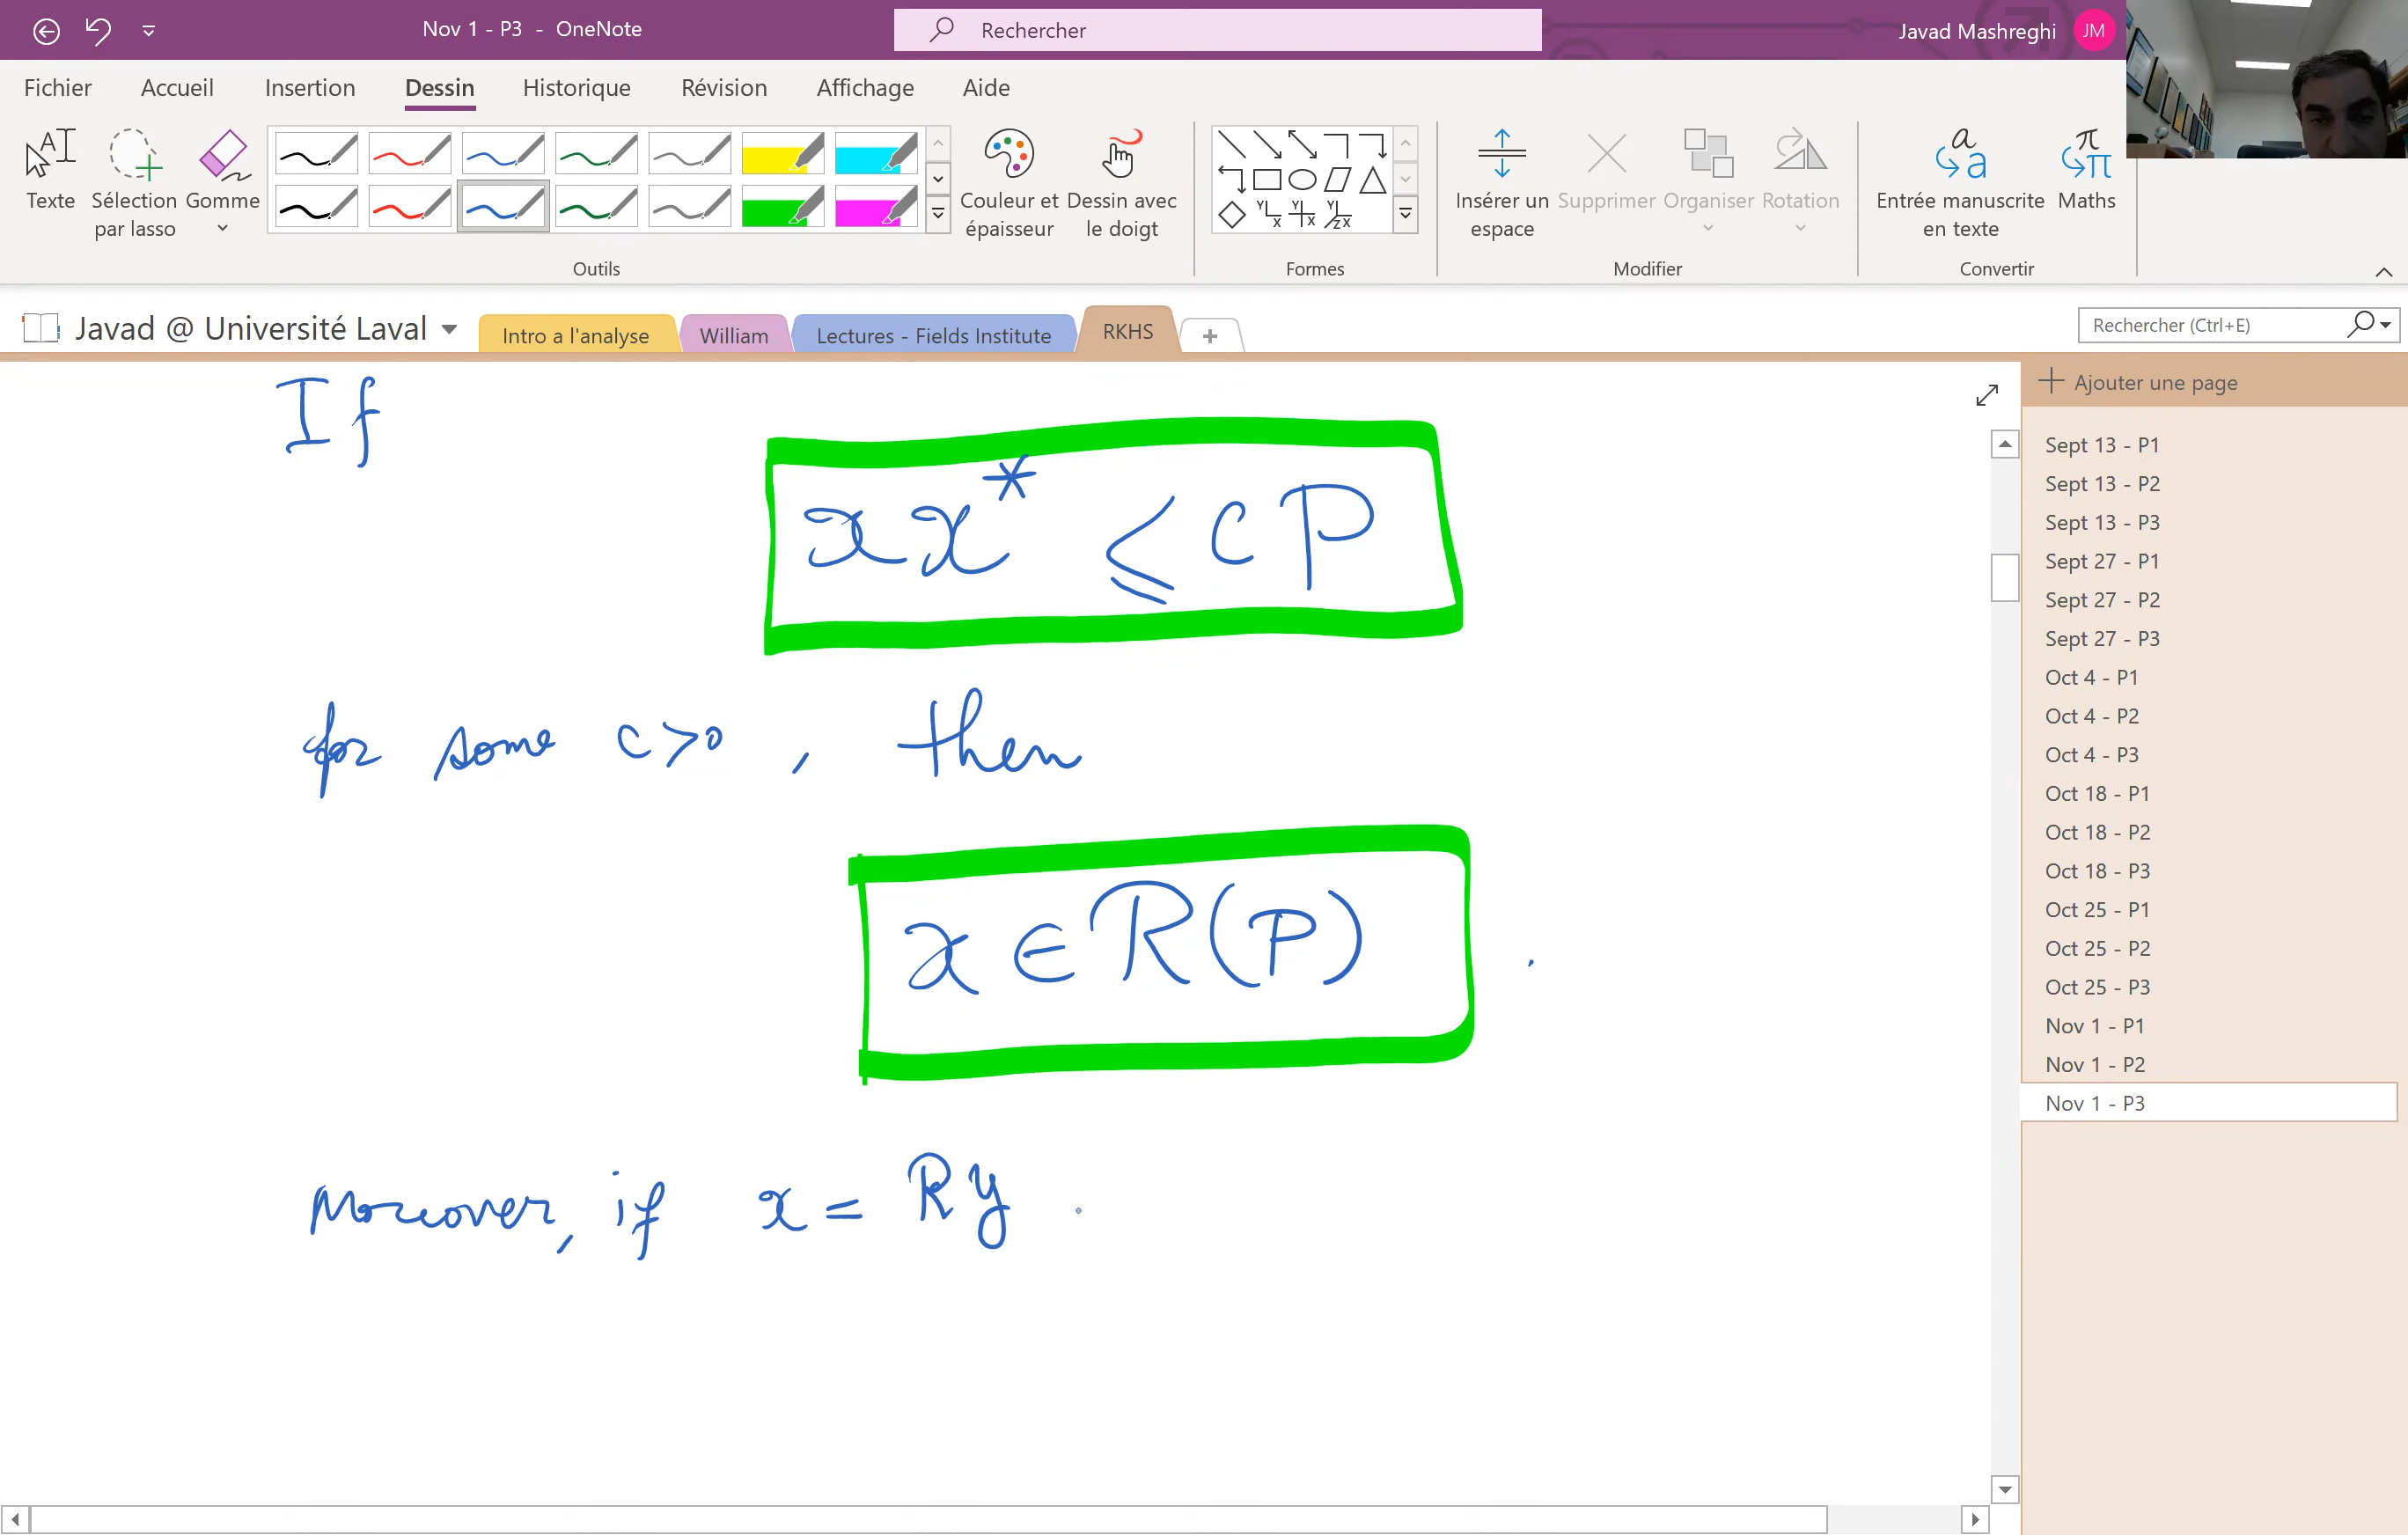 Nov 1 - P3 - OneNote
Rechercher
Javad Mashreghi
JM
Fichier
Accueil
Insertion
Dessin
Historique
Révision
Affichage
Aide
Texte
Sélection par lasso
Gomme
Couleur et épaisseur
Dessin avec le doigt
Insérer un espace
Supprimer
Organiser
Rotation
Entrée manuscrite en texte
Maths
Outils
Formes
Modifier
Convertir
Javad @ Université Laval
Intro a l'analyse
William
Lectures - Fields Institute
RKHS
Rechercher (Ctrl+E)
If
x x* ≤ c P
for some c>0 , then
x ∈ R(P) .
Moreover, if x = Ry
Ajouter une page
Sept 13 - P1
Sept 13 - P2
Sept 13 - P3
Sept 27 - P1
Sept 27 - P2
Sept 27 - P3
Oct 4 - P1
Oct 4 - P2
Oct 4 - P3
Oct 18 - P1
Oct 18 - P2
Oct 18 - P3
Oct 25 - P1
Oct 25 - P2
Oct 25 - P3
Nov 1 - P1
Nov 1 - P2
Nov 1 - P3